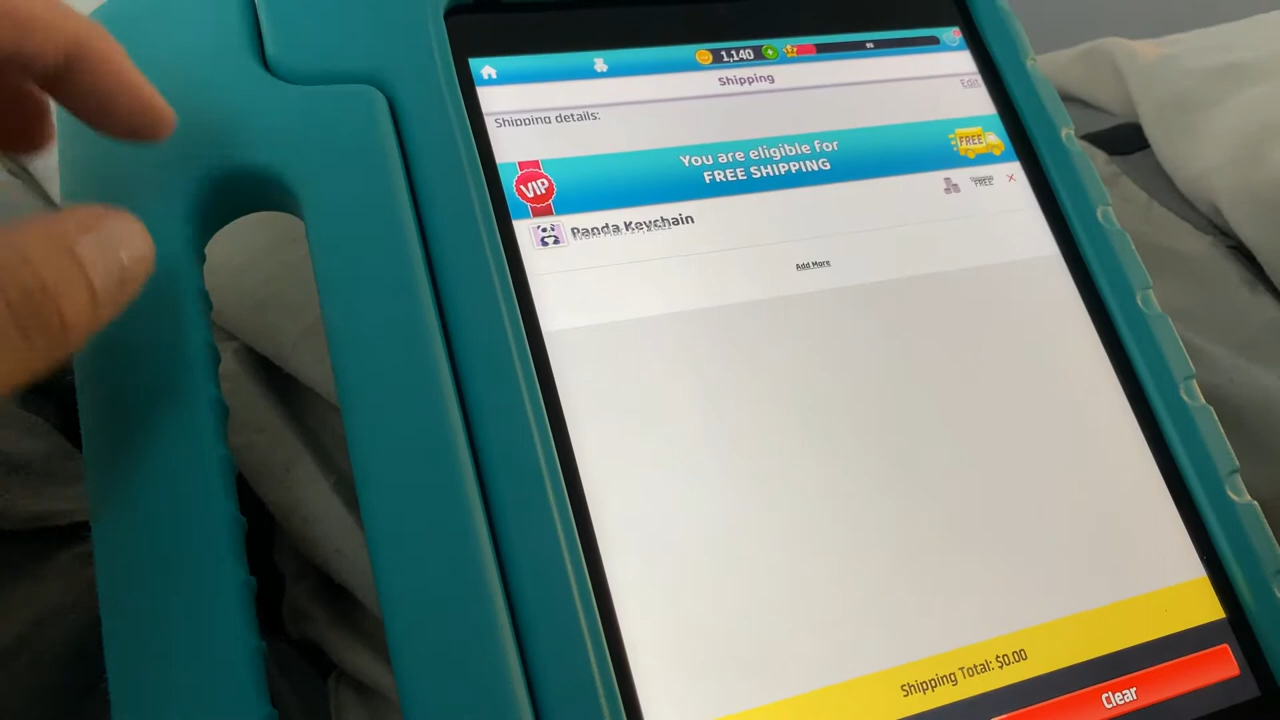 1,140
98
Shipping
Edit
Shipping details:
You are eligible for
FREE SHIPPING
FREE
VIP
FREE
Panda Keychain
Add More
Shipping Total: $0.00
Clear